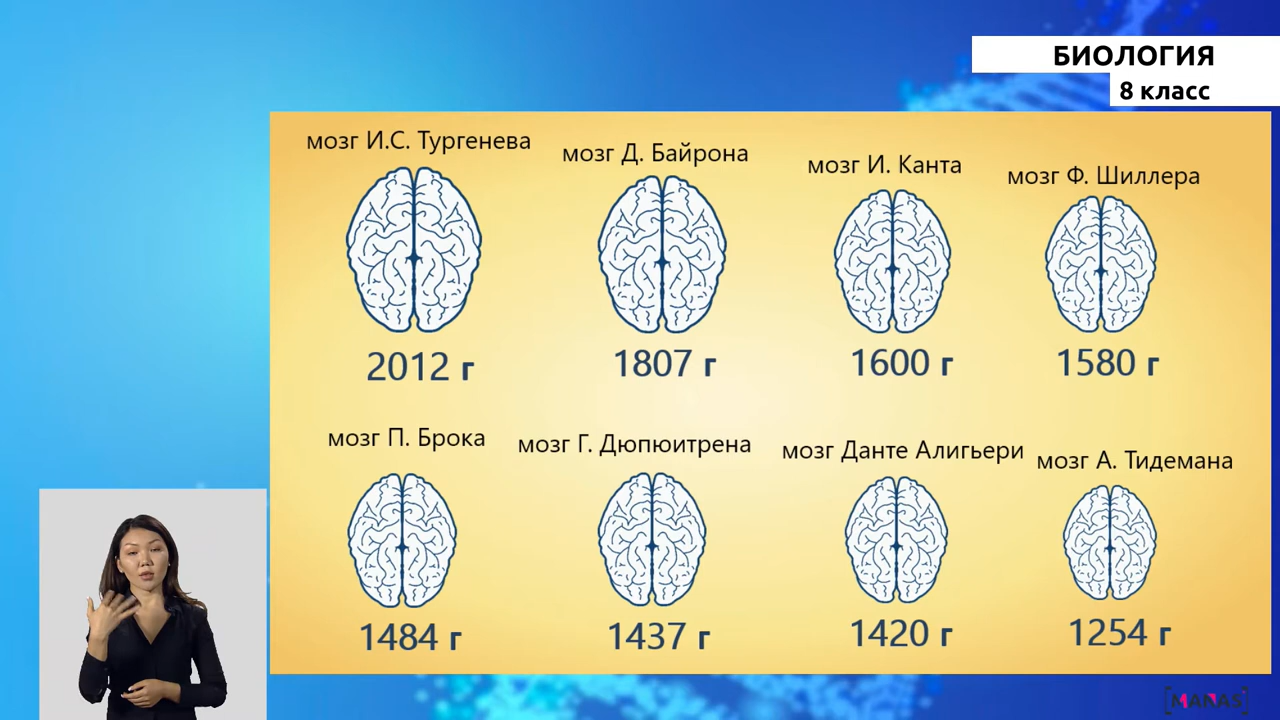 БИОЛОГИЯ
8 класс
мозг И.С. Тургенева
мозг Д. Байрона
мозг И. Канта
мозг Ф. Шиллера
2012 г
1807 г
1600 г
1580 г
мозг П. Брока
мозг Г. Дюпюитрена
мозг Данте Алигьери
мозг А. Тидемана
1484 г
1437 г
1420 г
1254 г
[MANAS]